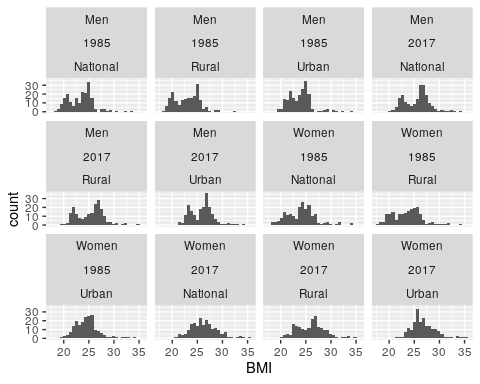 Men Men Men Men
1985 1985 1985 2017
National Rural Urban National
30
20
10
0
Men Men Women Women
2017 2017 1985 1985
Rural Urban National Rural
30
20
10
0
count
Women Women Women Women
1985 2017 2017 2017
Urban National Rural Urban
30
20
10
0
20 25 30 35 20 25 30 35 20 25 30 35 20 25 30 35
BMI